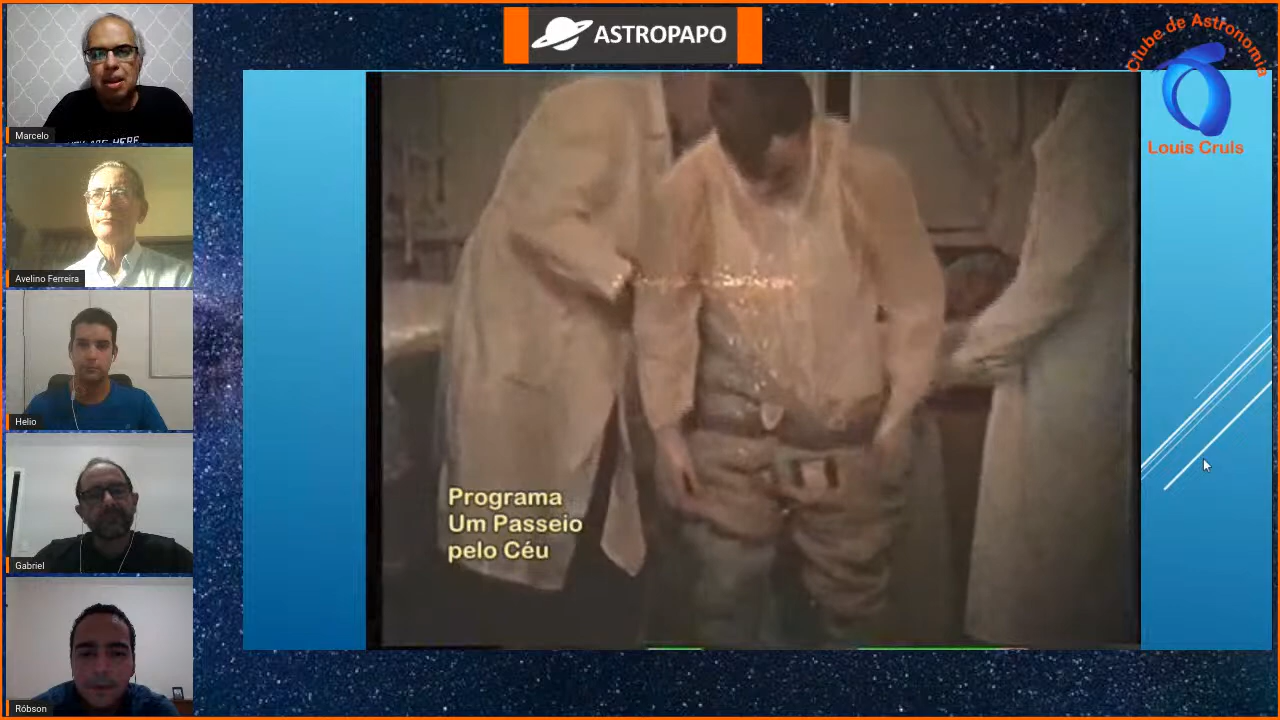 ASTROPAPO
Clube de Astronomia
Louis Cruls
Marcelo
Avelino Ferreira
Helio
Gabriel
Róbson
Programa
Um Passeio
pelo Céu